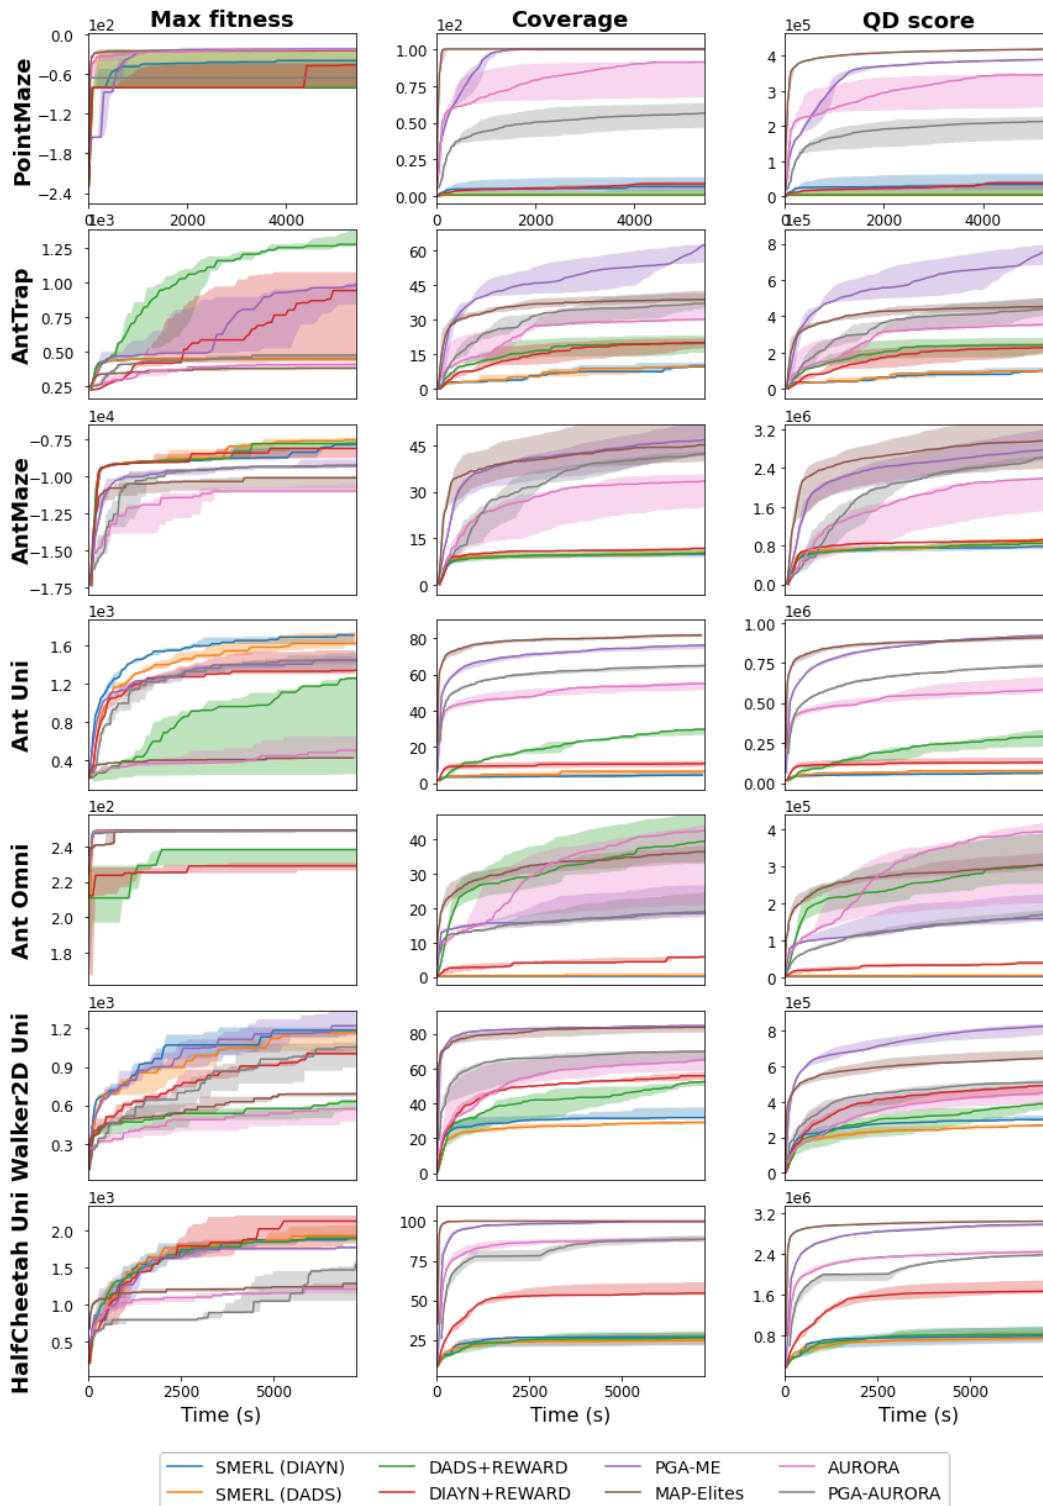 Max fitness Coverage QD score
1e2 1e2 1e5
PointMaze
0.0 −0.6 −1.2 −1.8 −2.4
1.00 0.75 0.50 0.25 0.00
4 3 2 1 0
0 2000 4000 0 2000 4000 0 2000 4000
1e3 1e5
AntTrap
1.25 1.00 0.75 0.50 0.25
60 45 30 15 0
8 6 4 2 0
1e4 1e6
AntMaze
−0.75 −1.00 −1.25 −1.50 −1.75
45 30 15 0
3.2 2.4 1.6 0.8 0.0
1e3 1e6
Ant Uni
1.6 1.2 0.8 0.4
80 60 40 20 0
1.00 0.75 0.50 0.25 0.00
1e2 1e5
Ant Omni
2.4 2.2 2.0 1.8
40 30 20 10 0
4 3 2 1 0
1e3 1e5
Walker2D Uni
1.2 0.9 0.6 0.3
80 60 40 20 0
8 6 4 2 0
1e3 1e6
HalfCheetah Uni
2.0 1.5 1.0 0.5
100 75 50 25
3.2 2.4 1.6 0.8
0 2500 5000 0 2500 5000 0 2500 5000
Time (s) Time (s) Time (s)
SMERL (DIAYN) DADS+REWARD PGA-ME AURORA
SMERL (DADS) DIAYN+REWARD MAP-Elites PGA-AURORA